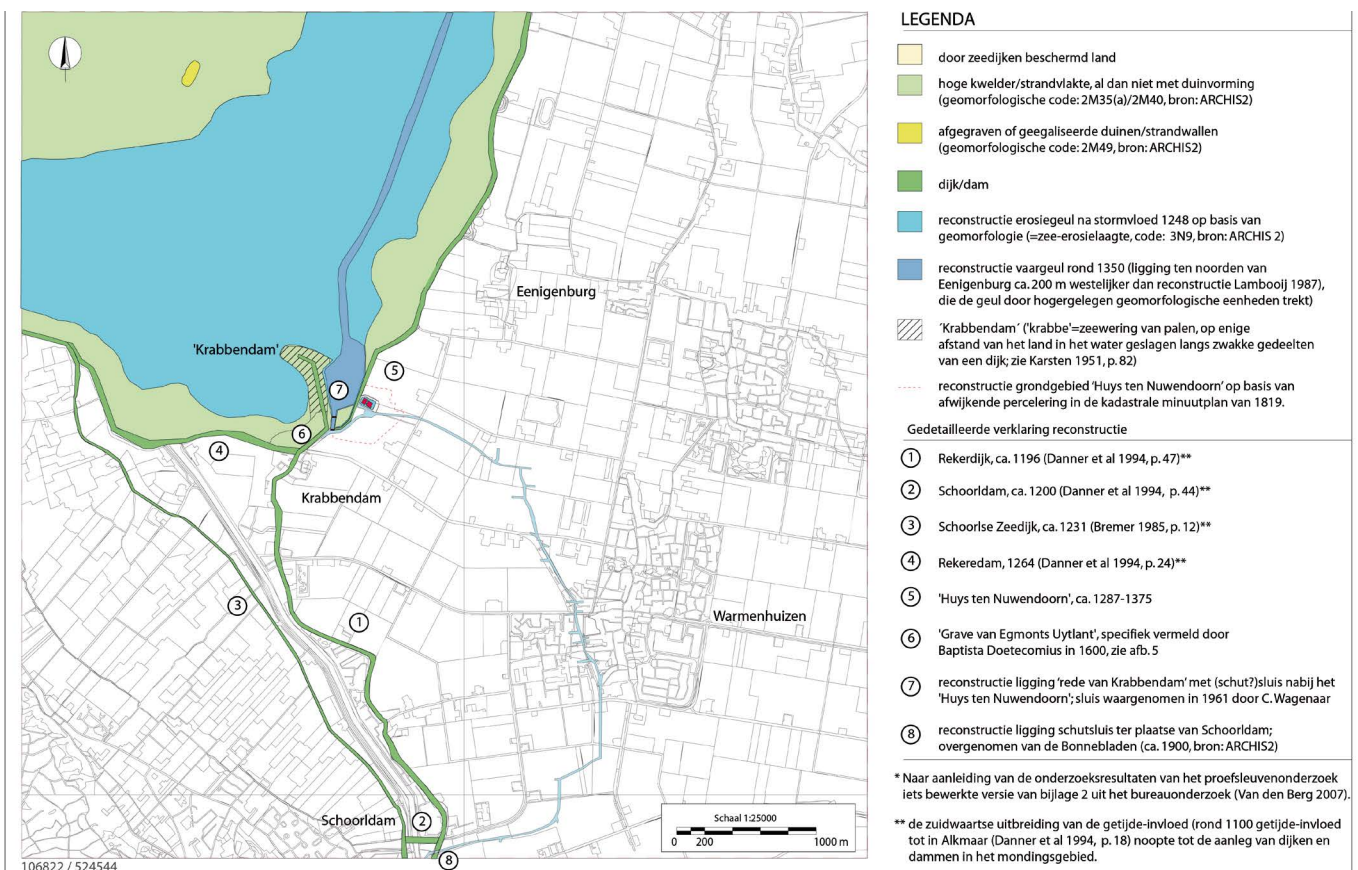 'Krabbendam'
Eenigenburg
5
7
6
4
Krabbendam
3
1
Warmenhuizen
Schoorldam
2
8
Schaal 1:25000
0 200 1000 m
106822 / 524544
LEGENDA
door zeedijken beschermd land
hoge kwelder/strandvlakte, al dan niet met duinvorming
(geomorfologische code: 2M35(a)/2M40, bron: ARCHIS2)
afgegraven of geegaliseerde duinen/strandwallen
(geomorfologische code: 2M49, bron: ARCHIS2)
dijk/dam
reconstructie erosiegeul na stormvloed 1248 op basis van
geomorfologie (=zee-erosielaagte, code: 3N9, bron: ARCHIS 2)
reconstructie vaargeul rond 1350 (ligging ten noorden van
Eenigenburg ca. 200 m westelijker dan reconstructie Lambooij 1987),
die de geul door hogergelegen geomorfologische eenheden trekt)
´Krabbendam´ ('krabbe'=zeewering van palen, op enige
afstand van het land in het water geslagen langs zwakke gedeelten
van een dijk; zie Karsten 1951, p. 82)
reconstructie grondgebied 'Huys ten Nuwendoorn' op basis van
afwijkende percelering in de kadastrale minuutplan van 1819.
Gedetailleerde verklaring reconstructie
1 Rekerdijk, ca. 1196 (Danner et al 1994, p. 47)**
2 Schoorldam, ca. 1200 (Danner et al 1994, p. 44)**
3 Schoorlse Zeedijk, ca. 1231 (Bremer 1985, p. 12)**
4 Rekeredam, 1264 (Danner et al 1994, p. 24)**
5 'Huys ten Nuwendoorn', ca. 1287-1375
6 'Grave van Egmonts Uytlant', specifiek vermeld door
Baptista Doetecomius in 1600, zie afb. 5
7 reconstructie ligging 'rede van Krabbendam' met (schut?)sluis nabij het
'Huys ten Nuwendoorn'; sluis waargenomen in 1961 door C. Wagenaar
8 reconstructie ligging schutsluis ter plaatse van Schoorldam;
overgenomen van de Bonnebladen (ca. 1900, bron: ARCHIS2)
* Naar aanleiding van de onderzoeksresultaten van het proefsleuvenonderzoek
iets bewerkte versie van bijlage 2 uit het bureauonderzoek (Van den Berg 2007).
** de zuidwaartse uitbreiding van de getijde-invloed (rond 1100 getijde-invloed
tot in Alkmaar (Danner et al 1994, p. 18) noopte tot de aanleg van dijken en
dammen in het mondingsgebied.